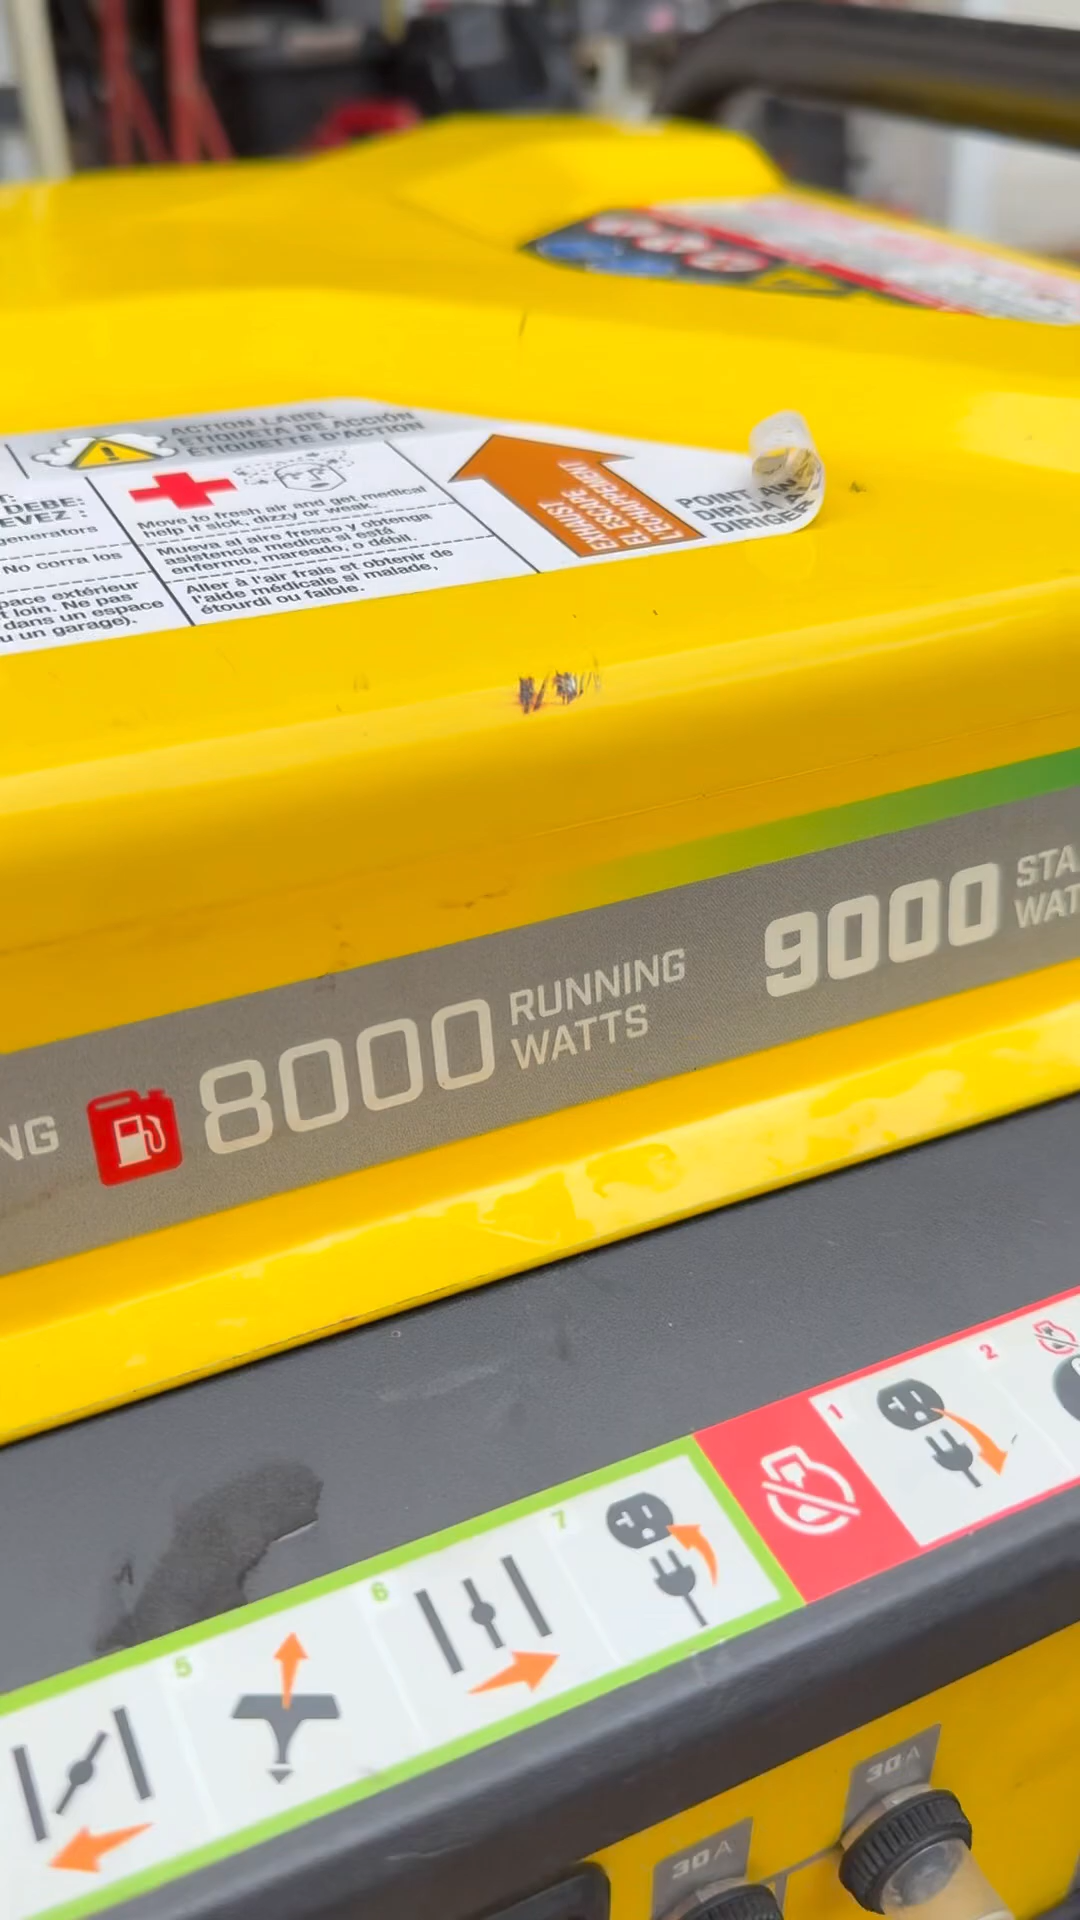 ACTION LABEL
ETIQUETA DE ACCIÓN
ÉTIQUETTE D'ACTION
DEBE:
EVEZ :
generators
No corra los
pace extérieur
t loin. Ne pas
dans un espace
u un garage).
Move to fresh air and get medical
help if sick, dizzy or weak.
Mueva al aire fresco y obtenga
asistencia medica si está
enfermo, mareado, o débil.
Aller à l'air frais et obtenir de
l'aide médicale si malade,
étourdi ou faible.
EXHAUST
EL ESCAPE
L'ÉCHAPPEMENT
POINT AWAY
DIRIJA
DIRIGER
NG
8000 RUNNING
WATTS
9000 STA
WAT
1
2
5
6
7
30A
30A